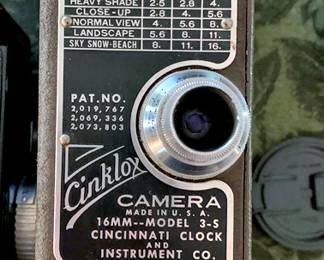 HEAVY SHADE 2.5 2.8 4.
CLOSE-UP 2.8 4. 5.6
NORMAL VIEW 4. 5.6 8.
LANDSCAPE 5.6 8. 11.
SKY SNOW-BEACH 8. 11. 16.
PAT. NO.
2,019,767
2,069,336
2,073,803
Cinklox
CAMERA
MADE IN U. S. A.
16MM--MODEL 3-S
CINCINNATI CLOCK
AND
INSTRUMENT CO.